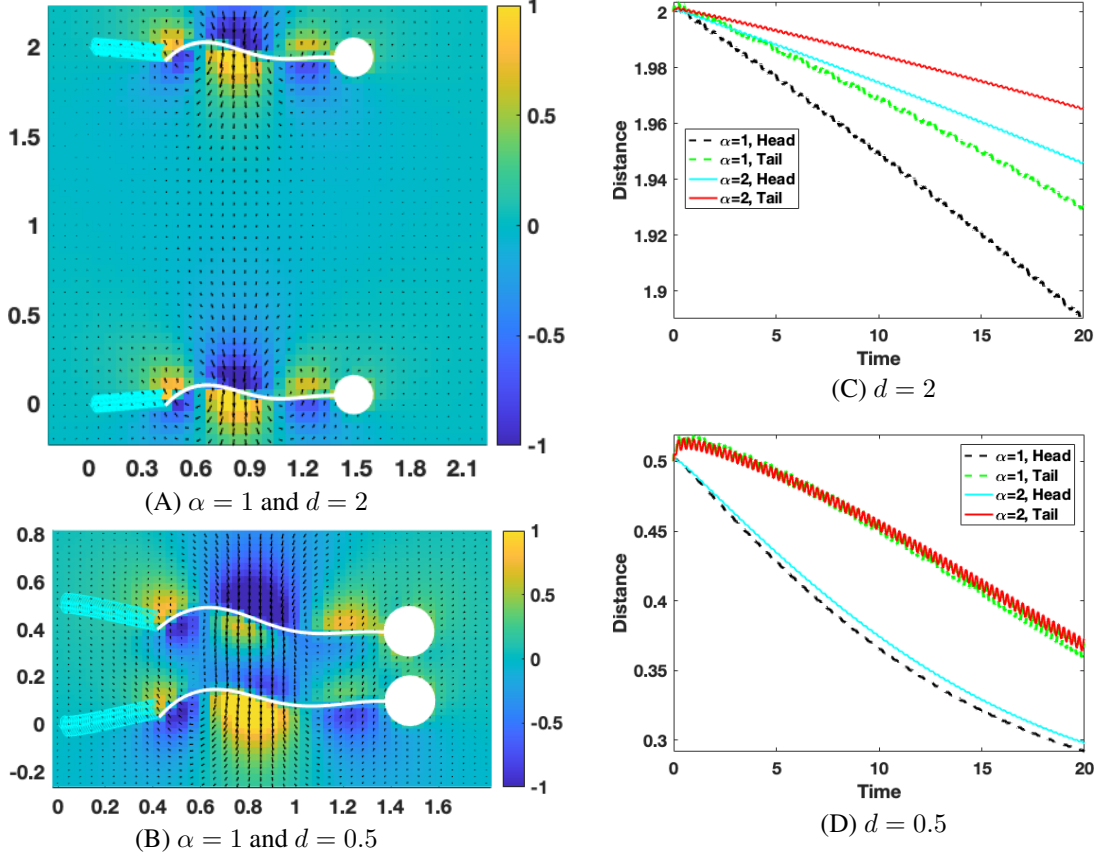 2
1.5
1
0.5
0
0 0.3 0.6 0.9 1.2 1.5 1.8 2.1
1
0.5
0
-0.5
-1
(A) α = 1 and d = 2
0.8
0.6
0.4
0.2
0
-0.2
0 0.2 0.4 0.6 0.8 1 1.2 1.4 1.6
1
0.5
0
-0.5
-1
(B) α = 1 and d = 0.5
Distance
2
1.98
1.96
1.94
1.92
1.9
α=1, Head
α=1, Tail
α=2, Head
α=2, Tail
0 5 10 15 20
Time
(C) d = 2
Distance
0.5
0.45
0.4
0.35
0.3
α=1, Head
α=1, Tail
α=2, Head
α=2, Tail
0 5 10 15 20
Time
(D) d = 0.5